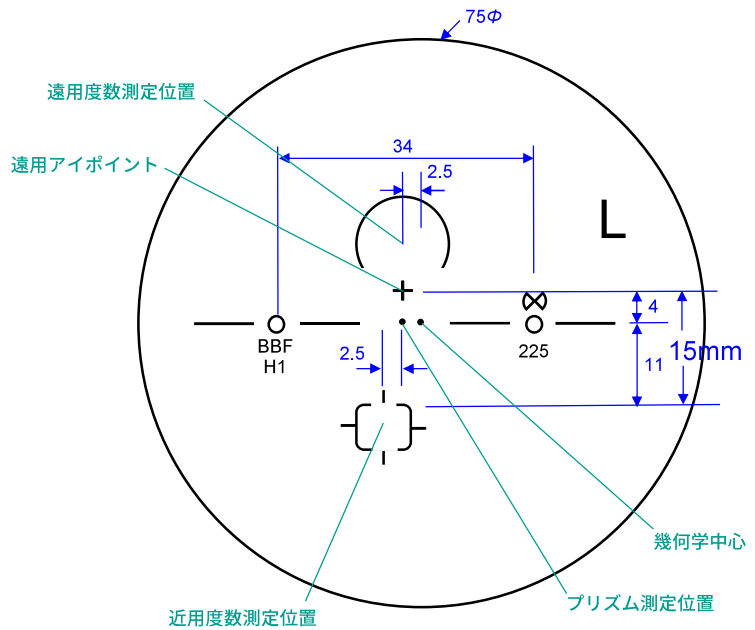 75Φ
遠用度数測定位置
34
遠用アイポイント
2.5
L
4
BBF
H1
225
2.5
15mm
11
幾何学中心
プリズム測定位置
近用度数測定位置